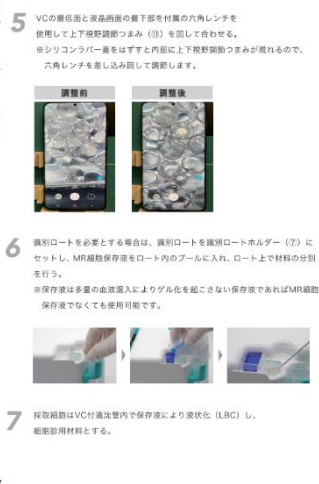 5 VCの最低面と液晶画面の最下部を付属の六角レンチを
使用して上下視野調節つまみ（⑪）を回して合わせる。
※シリコンラバー蓋をはずすと内部に上下視野調節つまみが現れるので、
六角レンチを差し込み回して調節します。
調整前 調整後
6 識別ロートを必要とする場合は、識別ロートを識別ロートホルダー（⑦）に
セットし、MR細胞保存液をロート内のプールに入れ、ロート上で材料の分別
を行う。
※保存液は多量の血液混入によりゲル化を起こさない保存液であればMR細胞
保存液でなくても使用可能です。
7 採取細胞はVC付遠沈管内で保存液により液状化（LBC）し、
細胞診用材料とする。